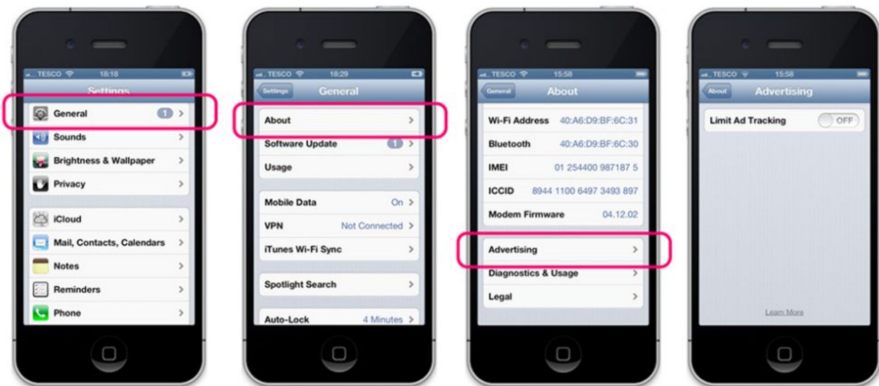 TESCO 18:18
Settings
General 1
Sounds
Brightness & Wallpaper
Privacy
iCloud
Mail, Contacts, Calendars
Notes
Reminders
Phone
TESCO 18:29
Settings General
About
Software Update 1
Usage
Mobile Data On
VPN Not Connected
iTunes Wi-Fi Sync
Spotlight Search
Auto-Lock 4 Minutes
TESCO 15:58
General About
Wi-Fi Address 40:A6:D9:BF:6C:31
Bluetooth 40:A6:D9:BF:6C:30
IMEI 01 254400 987187 5
ICCID 8944 1100 6497 3493 897
Modem Firmware 04.12.02
Advertising
Diagnostics & Usage
Legal
TESCO 15:58
About Advertising
Limit Ad Tracking OFF
Learn More